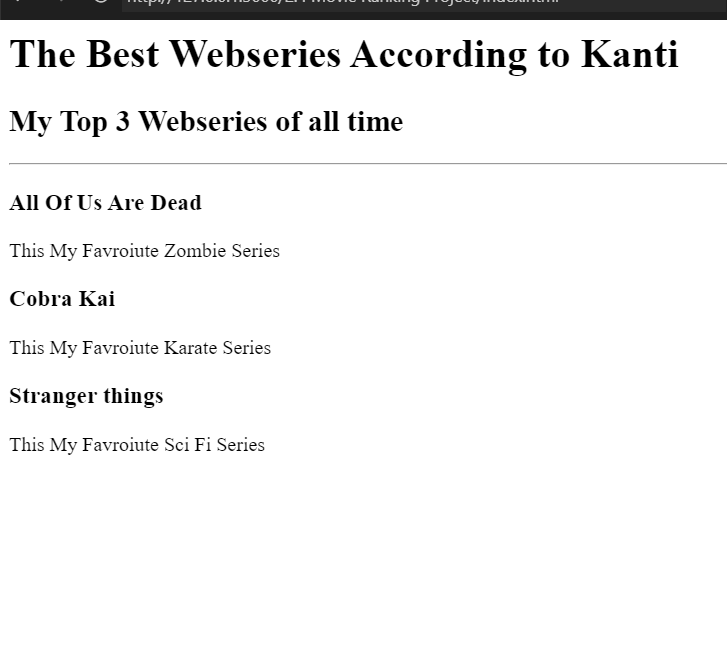 The Best Webseries According to Kanti
My Top 3 Webseries of all time
All Of Us Are Dead
This My Favroiute Zombie Series
Cobra Kai
This My Favroiute Karate Series
Stranger things
This My Favroiute Sci Fi Series